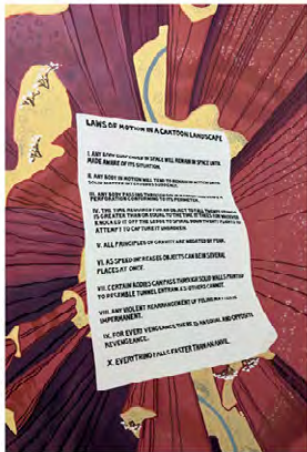 LAWS OF MOTION IN A CARTOON LANDSCAPE
I. ANY BODY SUSPENDED IN SPACE WILL REMAIN IN SPACE UNTIL
MADE AWARE OF ITS SITUATION.
II. ANY BODY IN MOTION WILL TEND TO REMAIN IN MOTION UNTIL
SOLID MATTER INTERVENES SUDDENLY.
III. ANY BODY PASSING THROUGH
PERFORATION CONFORMING TO ITS PERIMETER.
IV. THE TIME REQUIRED FOR AN OBJECT TO FALL
IS GREATER THAN OR EQUAL TO THE TIME IT TAKES FOR WHOEVER
KNOCKED IT OFF THE LEDGE TO SPIRAL DOWN TWENTY FLIGHTS TO
ATTEMPT TO CAPTURE IT UNBROKEN.
V. ALL PRINCIPLES OF GRAVITY ARE NEGATED BY FEAR.
VI. AS SPEED INCREASES OBJECTS CAN BE IN SEVERAL
PLACES AT ONCE.
VII. CERTAIN BODIES CAN PASS THROUGH SOLID WALLS PAINTED
TO RESEMBLE TUNNEL ENTRANCES OTHERS CANNOT.
VIII. ANY VIOLENT REARRANGEMENT OF FELINE MATTER IS
IMPERMANENT.
IX. FOR EVERY VENGEANCE THERE IS AN EQUAL AND OPPOSITE
REVENGEANCE.
X. EVERYTHING FALLS FASTER THAN AN ANVIL.